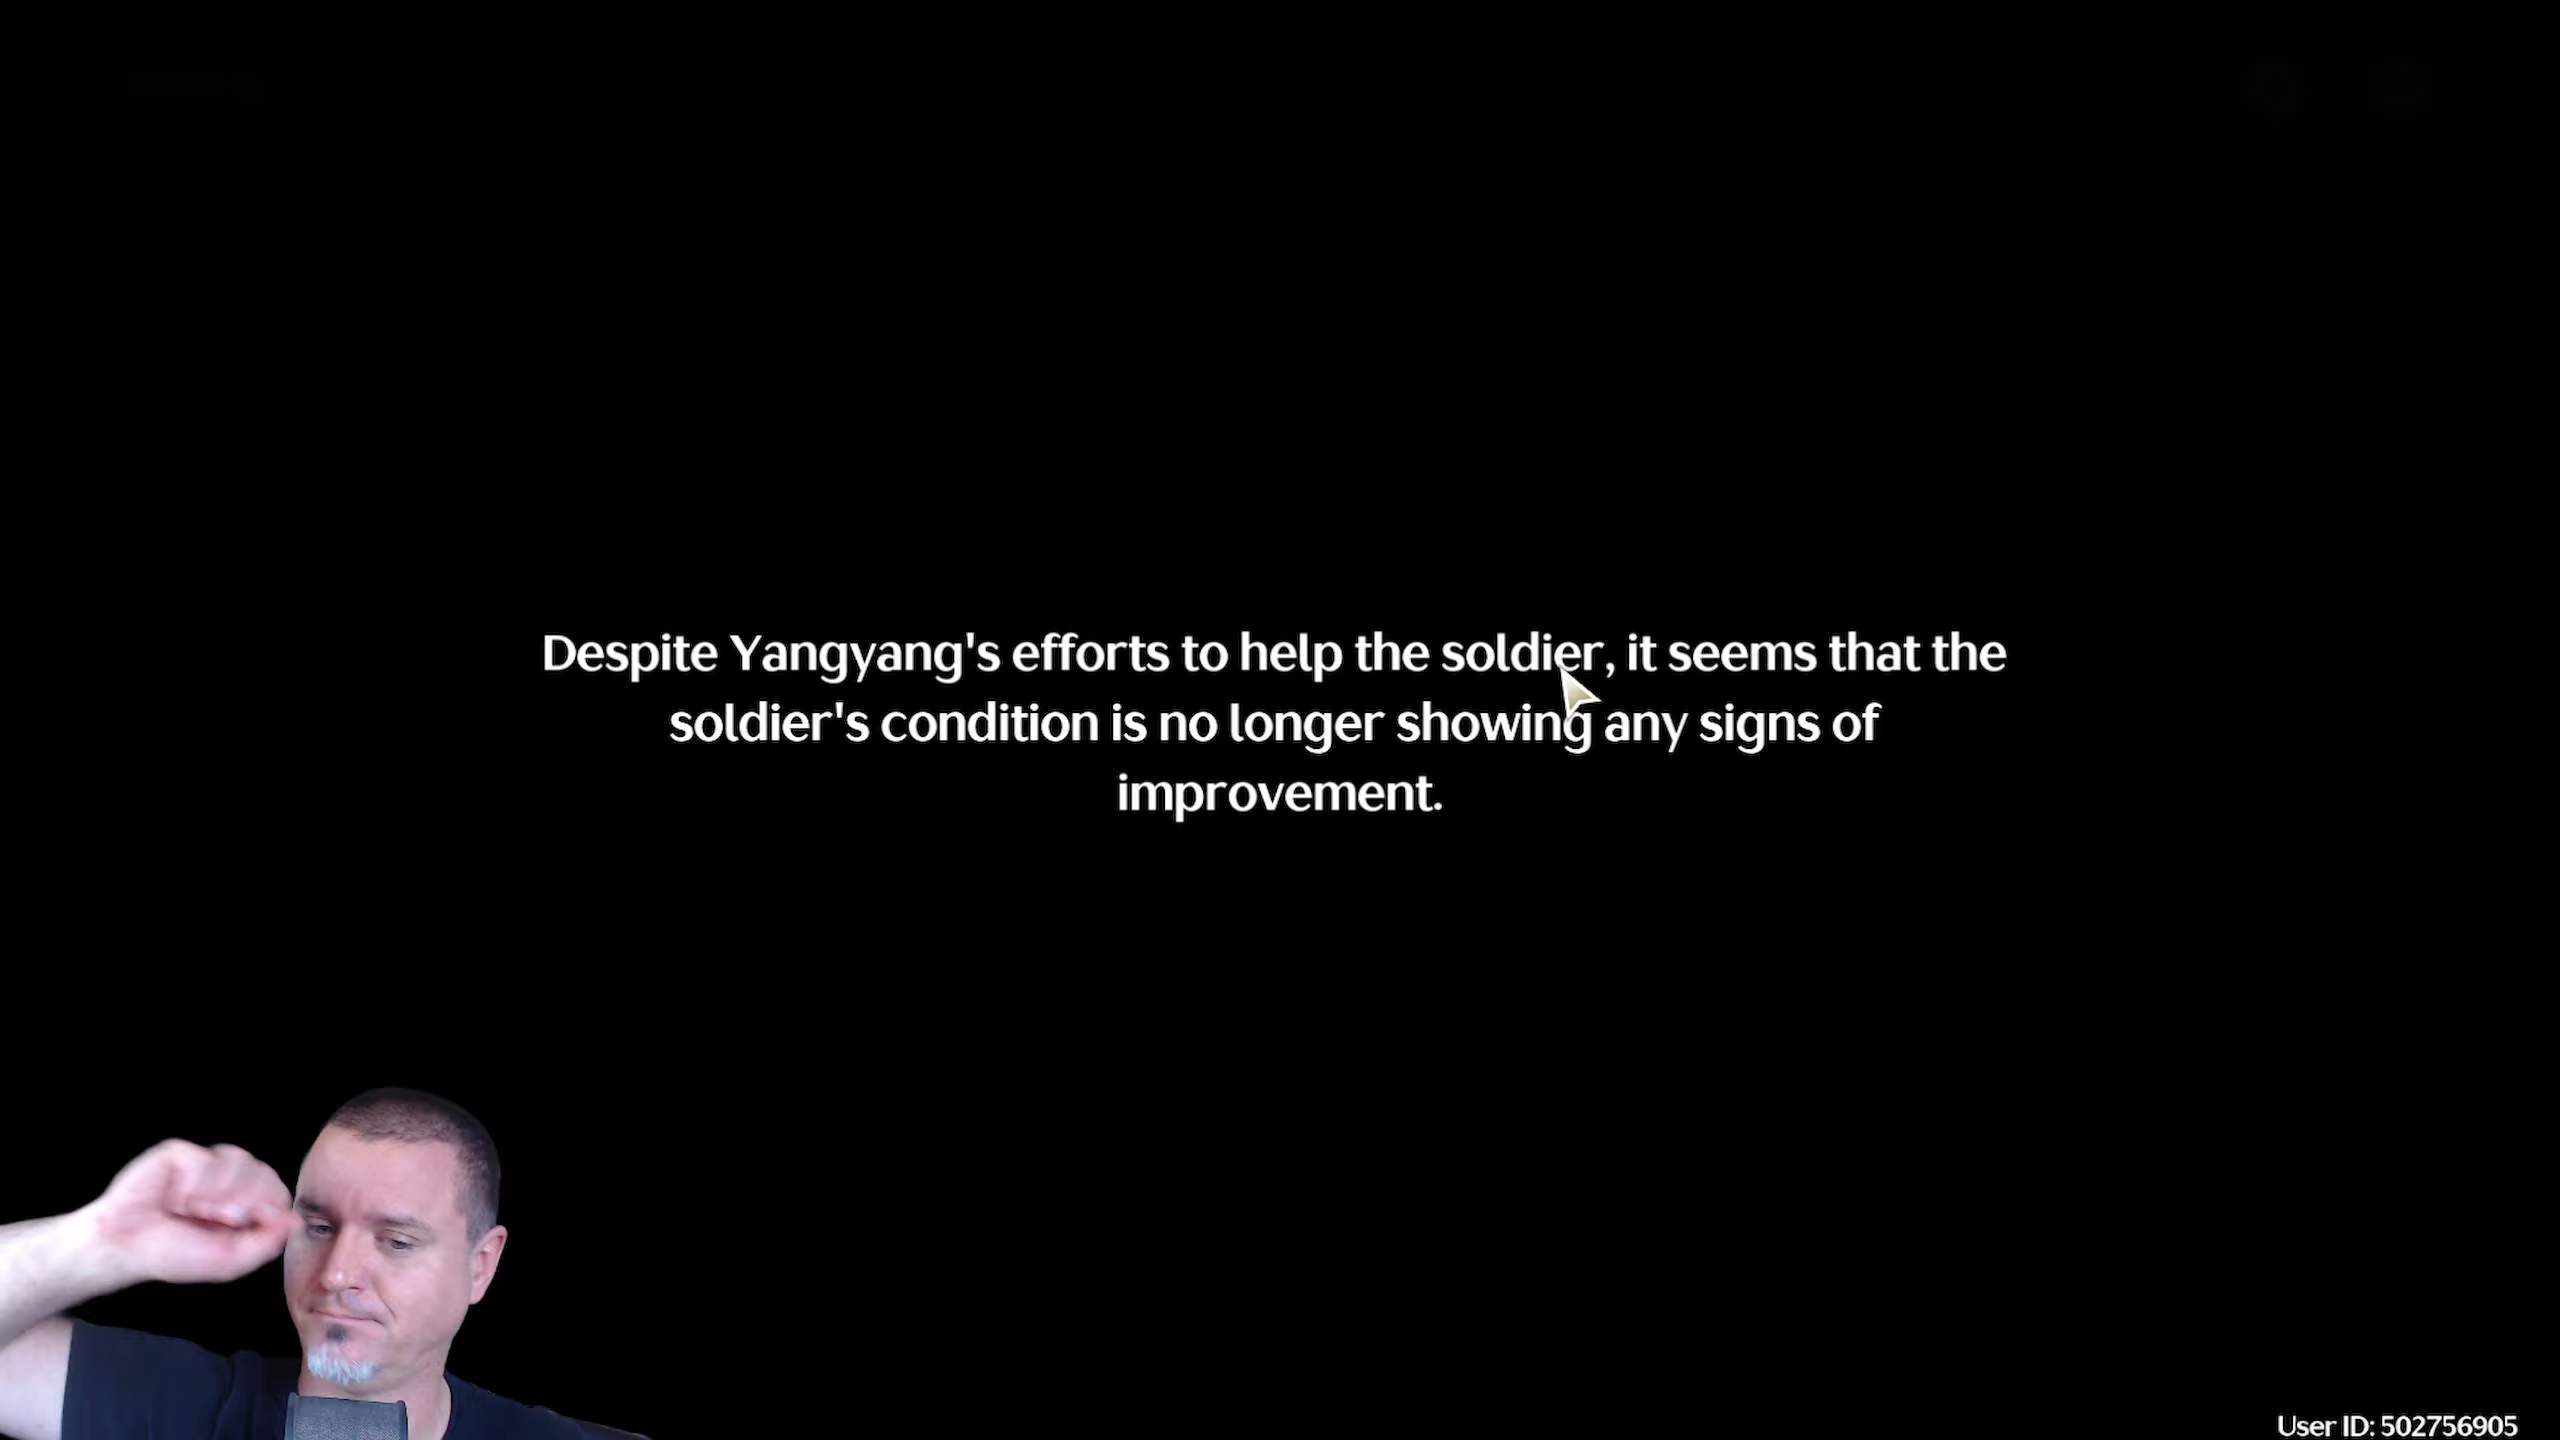 Despite Yangyang's efforts to help the soldier, it seems that the
soldier's condition is no longer showing any signs of
improvement.
User ID: 502756905